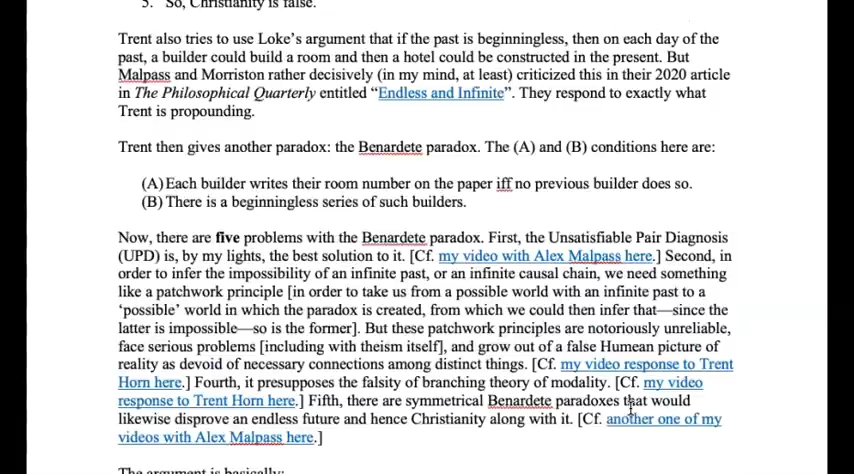 5. So, Christianity is false.
Trent also tries to use Loke's argument that if the past is beginningless, then on each day of the
past, a builder could build a room and then a hotel could be constructed in the present. But
Malpass and Morriston rather decisively (in my mind, at least) criticized this in their 2020 article
in The Philosophical Quarterly entitled “Endless and Infinite”. They respond to exactly what
Trent is propounding.
Trent then gives another paradox: the Benardete paradox. The (A) and (B) conditions here are:
(A) Each builder writes their room number on the paper iff no previous builder does so.
(B) There is a beginningless series of such builders.
Now, there are five problems with the Benardete paradox. First, the Unsatisfiable Pair Diagnosis
(UPD) is, by my lights, the best solution to it. [Cf. my video with Alex Malpass here.] Second, in
order to infer the impossibility of an infinite past, or an infinite causal chain, we need something
like a patchwork principle [in order to take us from a possible world with an infinite past to a
‘possible’ world in which the paradox is created, from which we could then infer that—since the
latter is impossible—so is the former]. But these patchwork principles are notoriously unreliable,
face serious problems [including with theism itself], and grow out of a false Humean picture of
reality as devoid of necessary connections among distinct things. [Cf. my video response to Trent
Horn here.] Fourth, it presupposes the falsity of branching theory of modality. [Cf. my video
response to Trent Horn here.] Fifth, there are symmetrical Benardete paradoxes that would
likewise disprove an endless future and hence Christianity along with it. [Cf. another one of my
videos with Alex Malpass here.]
The argument is basically: